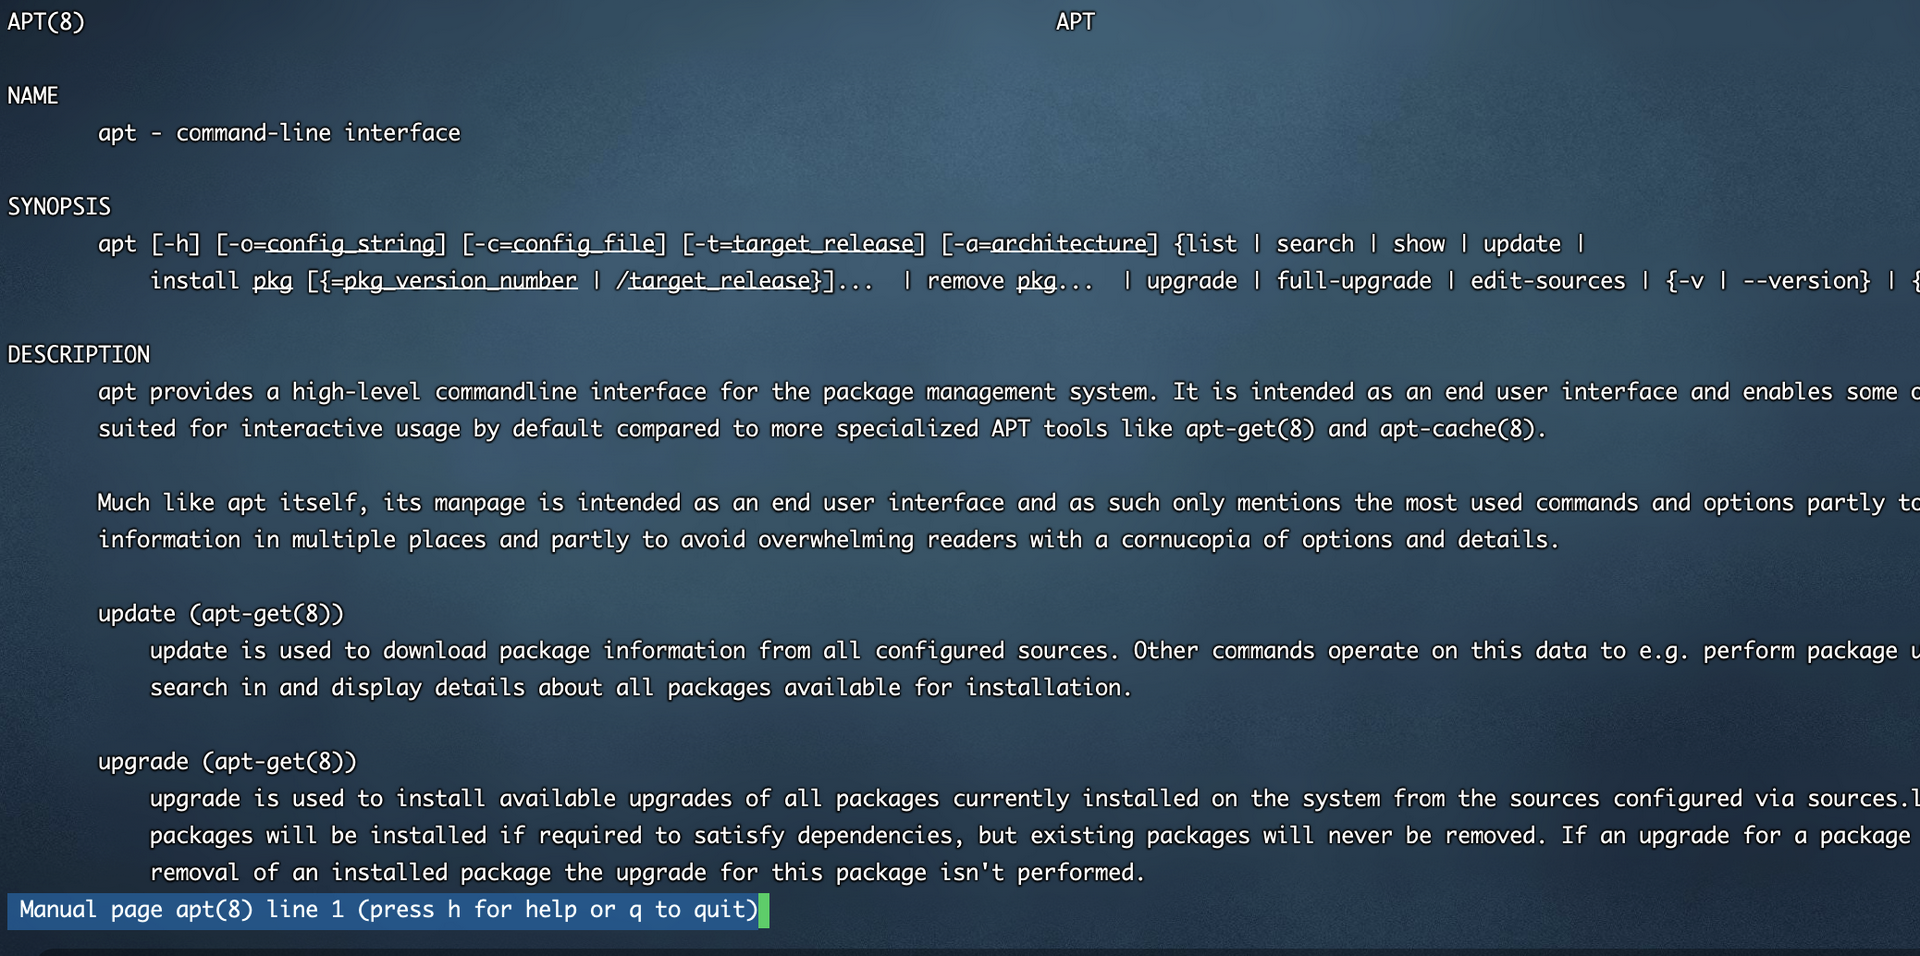 APT(8) APT
NAME
apt - command-line interface
SYNOPSIS
apt [-h] [-o=config_string] [-c=config_file] [-t=target_release] [-a=architecture] {list | search | show | update |
install pkg [{=pkg_version_number | /target_release}]... | remove pkg... | upgrade | full-upgrade | edit-sources | {-v | --version} | {
DESCRIPTION
apt provides a high-level commandline interface for the package management system. It is intended as an end user interface and enables some
suited for interactive usage by default compared to more specialized APT tools like apt-get(8) and apt-cache(8).
Much like apt itself, its manpage is intended as an end user interface and as such only mentions the most used commands and options partly to
information in multiple places and partly to avoid overwhelming readers with a cornucopia of options and details.
update (apt-get(8))
update is used to download package information from all configured sources. Other commands operate on this data to e.g. perform package
search in and display details about all packages available for installation.
upgrade (apt-get(8))
upgrade is used to install available upgrades of all packages currently installed on the system from the sources configured via sources.l
packages will be installed if required to satisfy dependencies, but existing packages will never be removed. If an upgrade for a package
removal of an installed package the upgrade for this package isn't performed.
Manual page apt(8) line 1 (press h for help or q to quit)